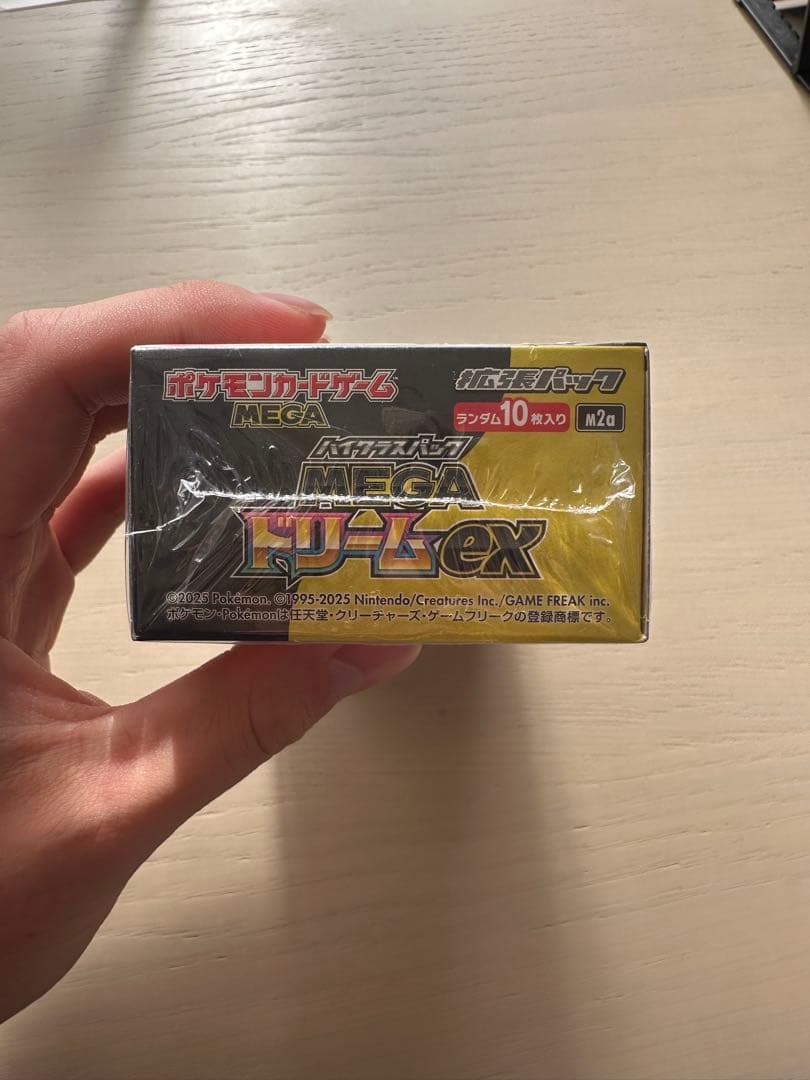 ポケモンカードゲーム
MEGA
拡張パック
ランダム10枚入り
M2a
ハイクラスパック
MEGA
ドリームex
©2025 Pokémon. ©1995-2025 Nintendo/Creatures Inc./GAME FREAK inc.
ポケモン・Pokémonは任天堂・クリーチャーズ・ゲームフリークの登録商標です。